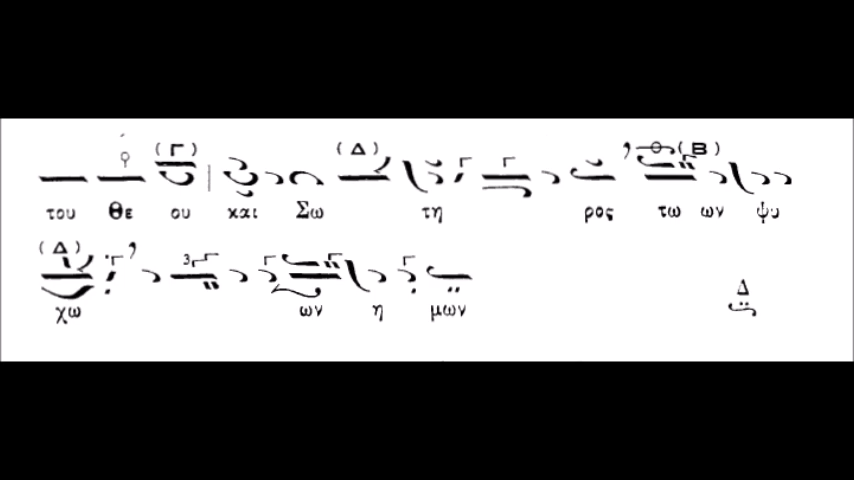 (Γ) (Δ) (Β)
του Θε ου και Σω τη ρος τω ων ψυ
(Δ)
χω ων η μων
Δ